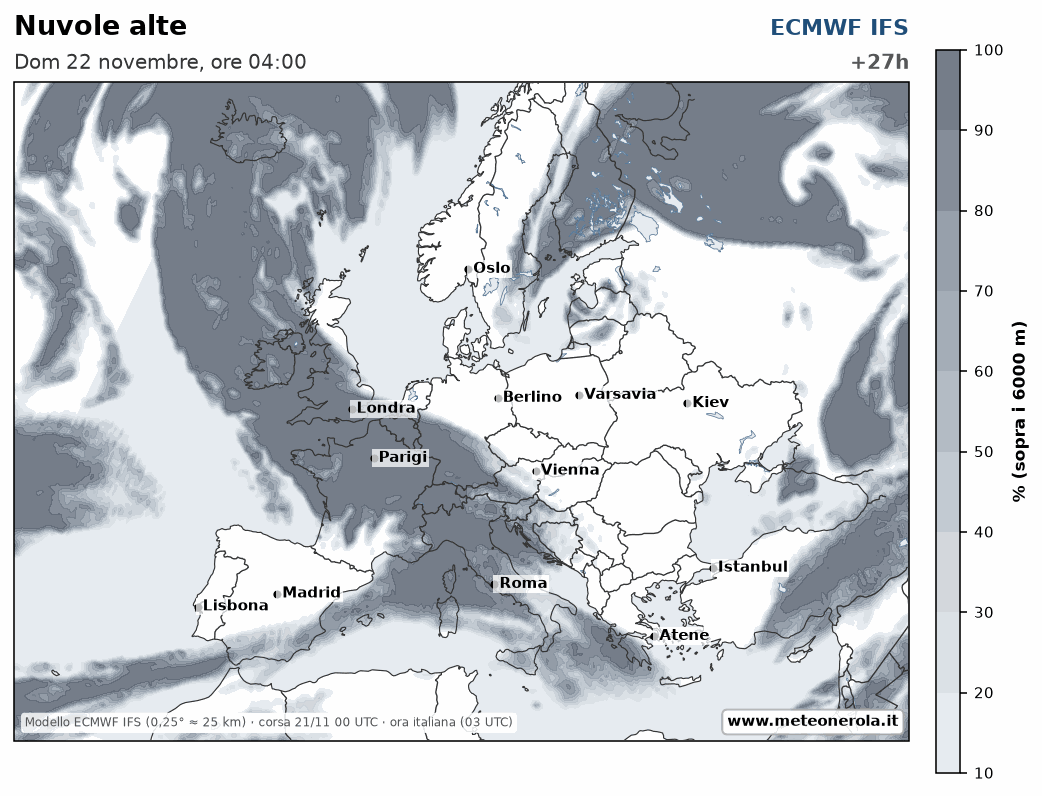 Nuvole alte
ECMWF IFS
Dom 22 novembre, ore 04:00
+27h
100
90
80
70
60
50
40
30
20
10
% (sopra i 6000 m)
Oslo
Londra
Berlino
Varsavia
Kiev
Parigi
Vienna
Istanbul
Roma
Madrid
Lisbona
Atene
Modello ECMWF IFS (0,25° ≈ 25 km) · corsa 21/11 00 UTC · ora italiana (03 UTC)
www.meteonerola.it